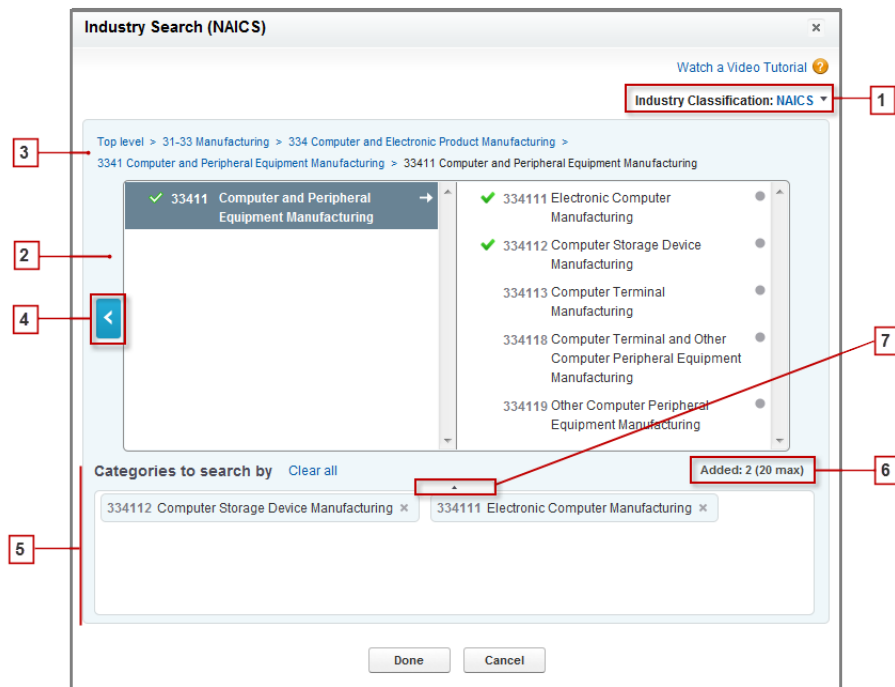 Industry Search (NAICS)
×
Watch a Video Tutorial ?
Industry Classification: NAICS
1
Top level > 31-33 Manufacturing > 334 Computer and Electronic Product Manufacturing >
3
3341 Computer and Peripheral Equipment Manufacturing > 33411 Computer and Peripheral Equipment Manufacturing
33411 Computer and Peripheral
Equipment Manufacturing
334111 Electronic Computer
Manufacturing
334112 Computer Storage Device
Manufacturing
2
334113 Computer Terminal
Manufacturing
4
334118 Computer Terminal and Other
Computer Peripheral Equipment
Manufacturing
7
334119 Other Computer Peripheral
Equipment Manufacturing
Categories to search by Clear all
Added: 2 (20 max)
6
334112 Computer Storage Device Manufacturing ×
334111 Electronic Computer Manufacturing ×
5
Done
Cancel